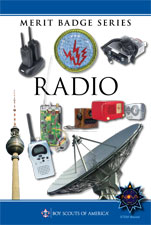 MERIT BADGE SERIES
RADIO
BOY SCOUTS OF AMERICA